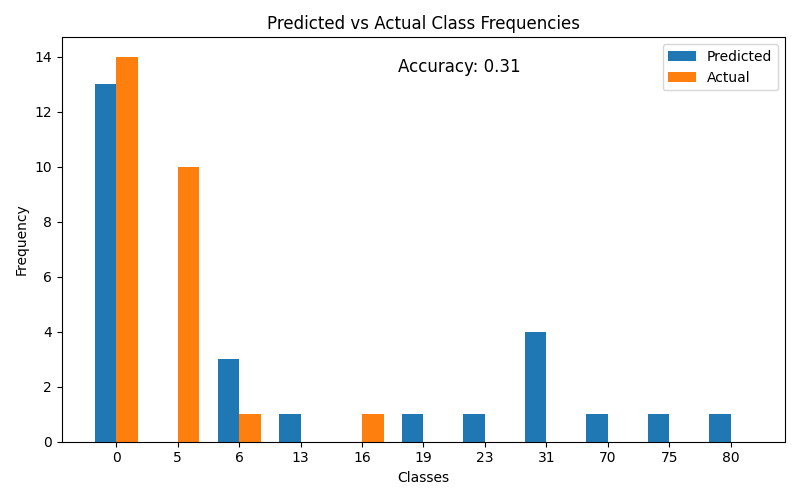 Predicted vs Actual Class Frequencies
Accuracy: 0.31
Predicted
Actual
Frequency
14
12
10
8
6
4
2
0
0 5 6 13 16 19 23 31 70 75 80
Classes